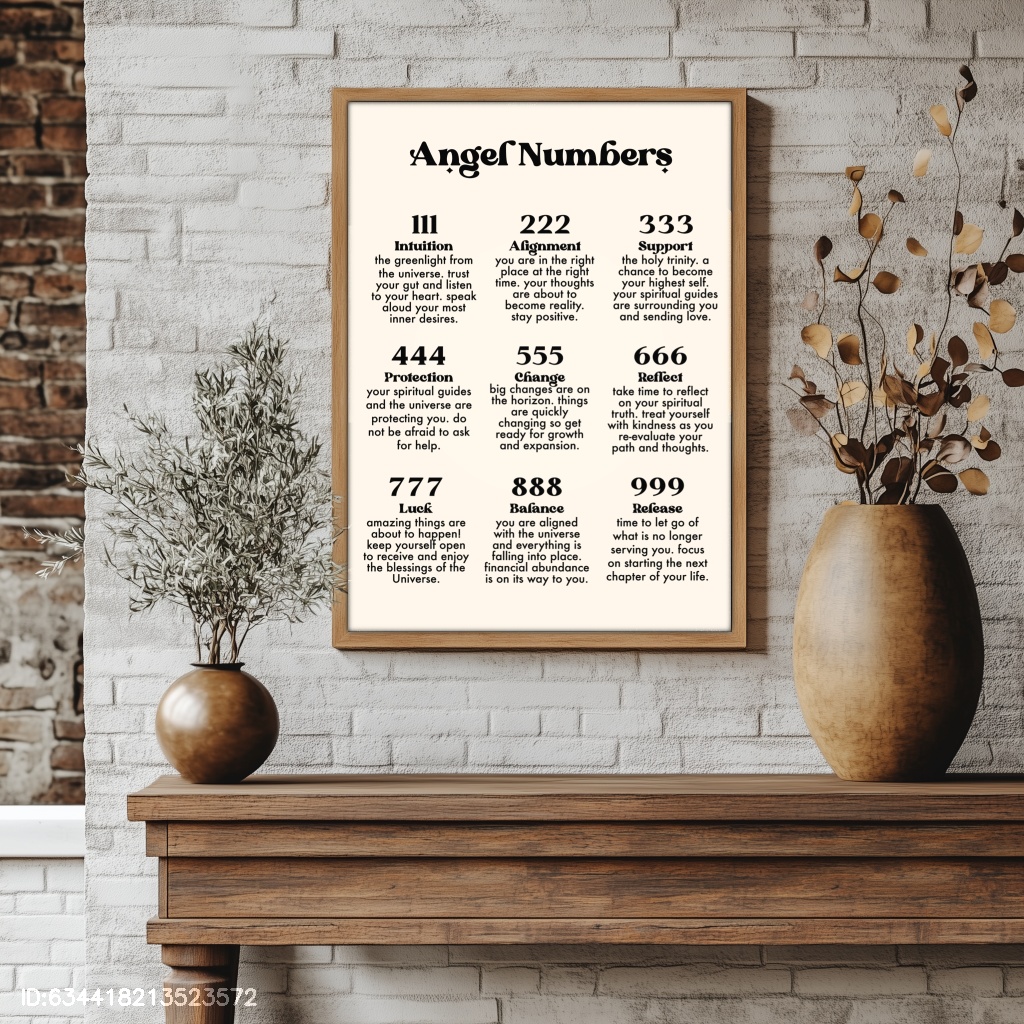 Angel Numbers
111
Intuition
the greenlight from
the universe. trust
your gut and listen
to your heart. speak
aloud your most
inner desires.
222
Alignment
you are in the right
place at the right
time. your thoughts
are about to
become reality.
stay positive.
333
Support
the holy trinity. a
chance to become
your highest self.
your spiritual guides
are surrounding you
and sending love.
444
Protection
your spiritual guides
and the universe are
protecting you. do
not be afraid to ask
for help.
555
Change
big changes are on
the horizon. things
are quickly
changing so get
ready for growth
and expansion.
666
Reflect
take time to reflect
on your spiritual
truth. treat yourself
with kindness as you
re-evaluate your
path and thoughts.
777
Luck
amazing things are
about to happen!
keep yourself open
to receive and enjoy
the blessings of the
Universe.
888
Balance
you are aligned
with the universe
and everything is
falling into place.
financial abundance
is on its way to you.
999
Release
time to let go of
what is no longer
serving you. focus
on starting the next
chapter of your life.
ID:634418213523572